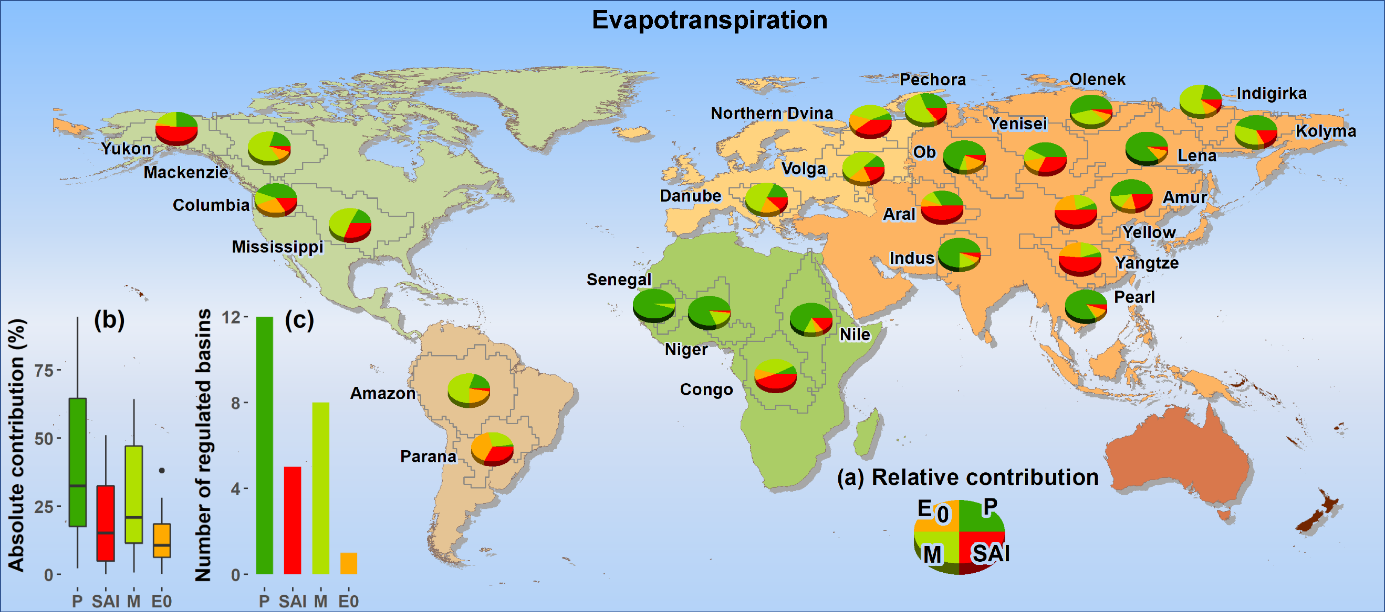 Evapotranspiration
Pechora
Olenek
Indigirka
Northern Dvina
Yenisei
Kolyma
Yukon
Ob
Lena
Mackenzie
Volga
Columbia
Danube
Amur
Aral
Yellow
Mississippi
Indus
Yangtze
Senegal
Pearl
Niger
Nile
Congo
Amazon
Parana
(b)
Absolute contribution (%)
75
50
25
0
P SAI M E0
(c)
Number of regulated basins
12
8
4
0
P SAI M E0
(a) Relative contribution
E0 P
M SAI